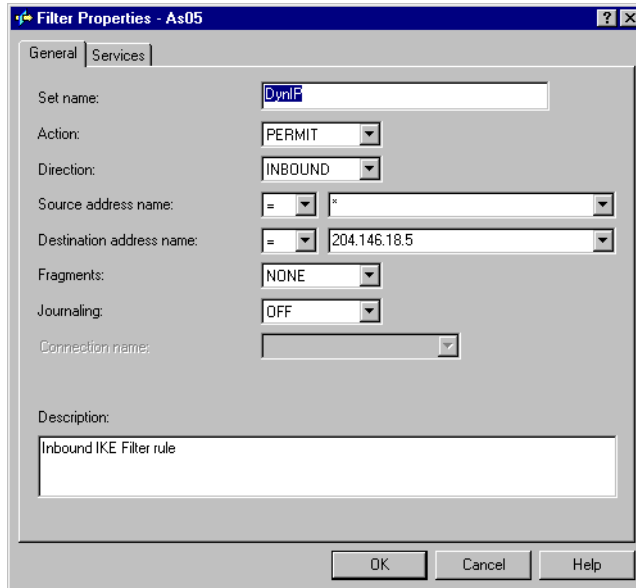 Filter Properties - As05
General Services
Set name: DynIP
Action: PERMIT
Direction: INBOUND
Source address name: = *
Destination address name: = 204.146.18.5
Fragments: NONE
Journaling: OFF
Connection name:
Description:
Inbound IKE Filter rule
OK Cancel Help